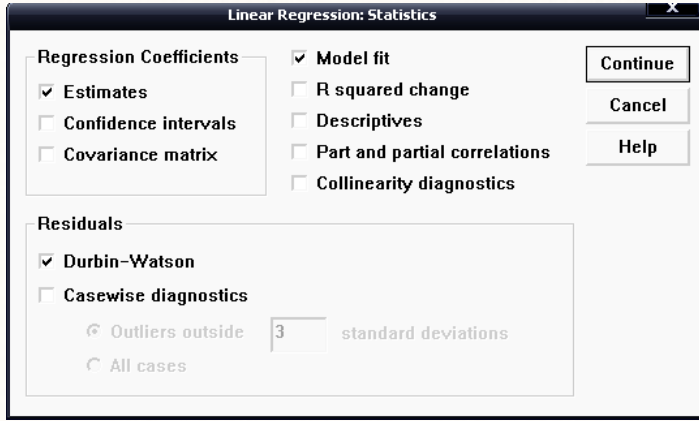 Linear Regression: Statistics
X
Regression Coefficients
Estimates
Confidence intervals
Covariance matrix
Model fit
R squared change
Descriptives
Part and partial correlations
Collinearity diagnostics
Continue
Cancel
Help
Residuals
Durbin-Watson
Casewise diagnostics
Outliers outside 3 standard deviations
All cases